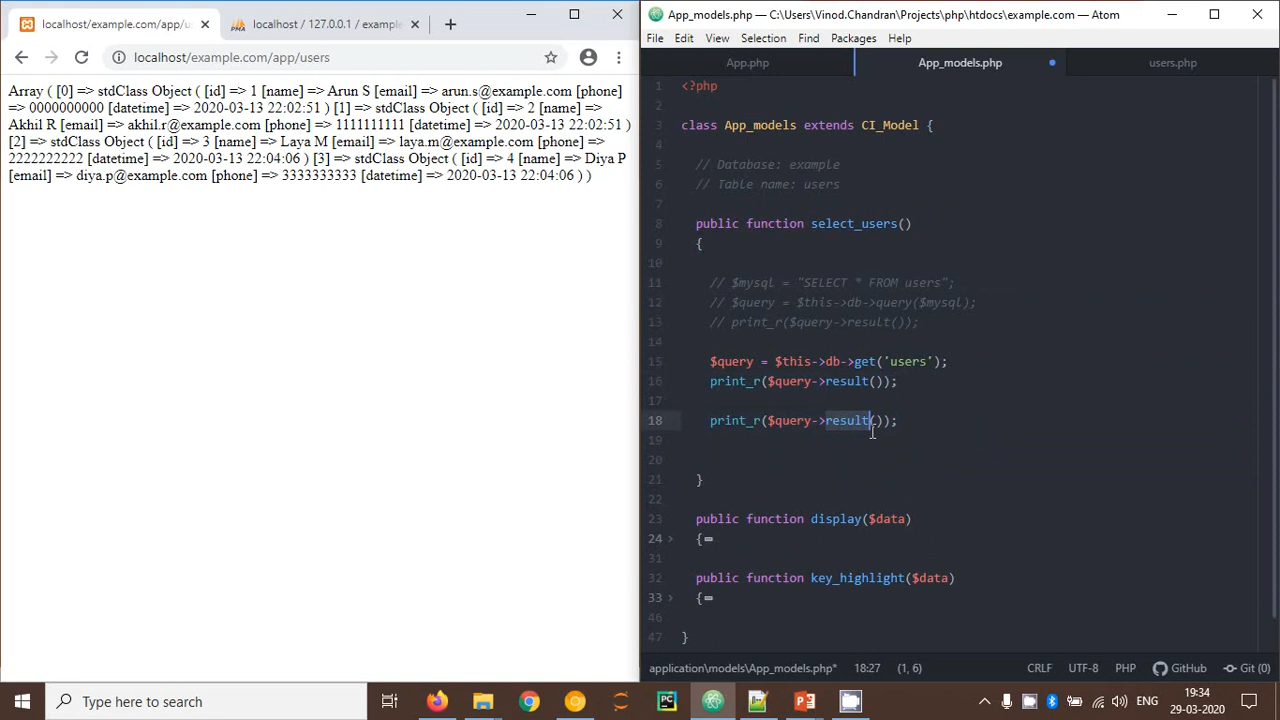 localhost/example.com/app/us
localhost / 127.0.0.1 / example
localhost/example.com/app/users
Array ( [0] => stdClass Object ( [id] => 1 [name] => Arun S [email] => arun.s@example.com [phone]
=> 0000000000 [datetime] => 2020-03-13 22:02:51 ) [1] => stdClass Object ( [id] => 2 [name] =>
Akhil R [email] => akhil.r@example.com [phone] => 1111111111 [datetime] => 2020-03-13 22:02:51 )
[2] => stdClass Object ( [id] => 3 [name] => Laya M [email] => laya.m@example.com [phone] =>
2222222222 [datetime] => 2020-03-13 22:04:06 ) [3] => stdClass Object ( [id] => 4 [name] => Diya P
[email] => diya.p@example.com [phone] => 3333333333 [datetime] => 2020-03-13 22:04:06 ) )
App_models.php — C:\Users\Vinod.Chandran\Projects\php\htdocs\example.com — Atom
File Edit View Selection Find Packages Help
App.php App_models.php users.php
1 <?php
2
3 class App_models extends CI_Model {
4
5 // Database: example
6 // Table name: users
7
8 public function select_users()
9 {
10
11 // $mysql = "SELECT * FROM users";
12 // $query = $this->db->query($mysql);
13 // print_r($query->result());
14
15 $query = $this->db->get('users');
16 print_r($query->result());
17
18 print_r($query->result());
19
20
21 }
22
23 public function display($data)
24 {
31
32 public function key_highlight($data)
33 {
46
47 }
application\models\App_models.php* 18:27 (1, 6) CRLF UTF-8 PHP GitHub Git (0)
Type here to search
PC
ENG
19:34
29-03-2020